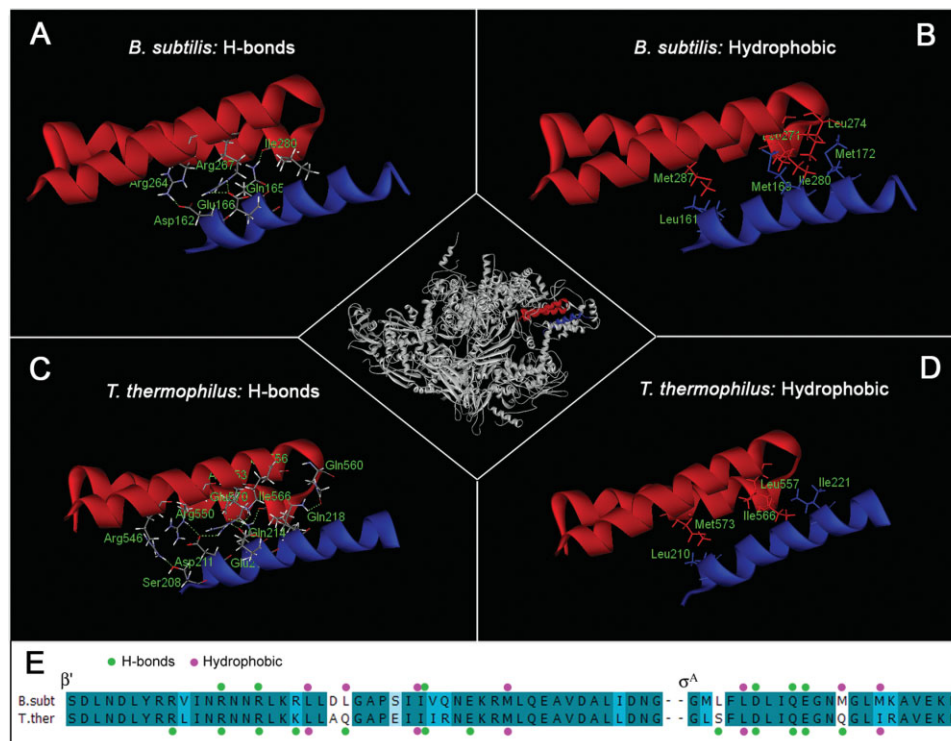 A
B. subtilis: H-bonds
Arg264
Arg267
Ile280
Gln165
Glu166
Asp162
B
B. subtilis: Hydrophobic
Leu274
Met172
Met287
Ile280
Leu161
C
T. thermophilus: H-bonds
Gln560
Arg550
Ile566
Gln218
Arg546
Gln214
Asp211
Ser208
D
T. thermophilus: Hydrophobic
Leu557
Ile221
Met573
Ile566
Leu210
E
H-bonds Hydrophobic
β' σA
B.subt SDLNDLYRRVINRNNRLKRLLDLGAPSIIVQNEKRMLQEAVDALIDNG--GMLFLDLIQEGNMGLMKAVEK
T.ther SDLNDLYRRLINRNNRLKKLLAQGAPEIIIRNEKRMLQEAVDALLDNG--GLSFLDLIQEGNQGLIRAVEK